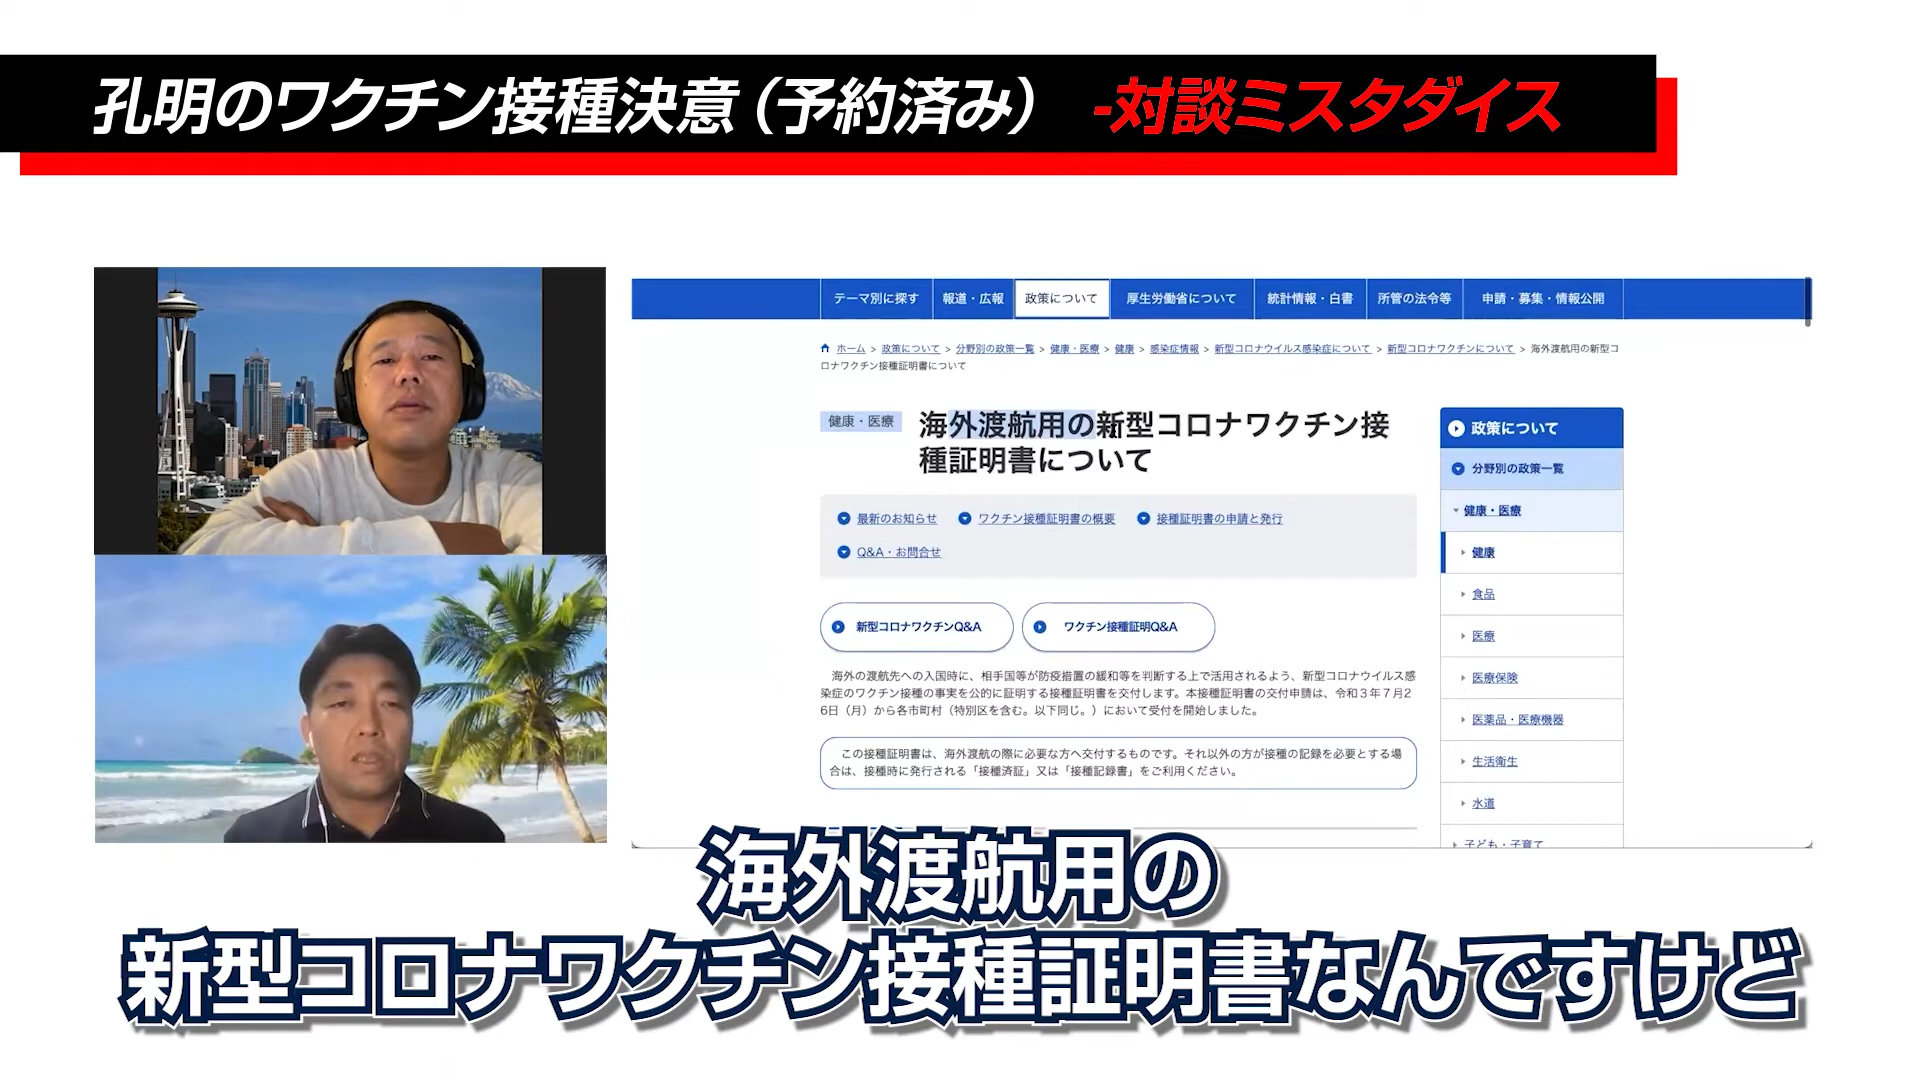 孔明のワクチン接種決意（予約済み） -対談ミスタダイス
テーマ別に探す 報道・広報 政策について 厚生労働省について 統計情報・白書 所管の法令等 申請・募集・情報公開
ホーム > 政策について > 分野別の政策一覧 > 健康・医療 > 健康 > 感染症情報 > 新型コロナウイルス感染症について > 新型コロナワクチンについて > 海外渡航用の新型コ
ロナワクチン接種証明書について
健康・医療
海外渡航用の新型コロナワクチン接
種証明書について
最新のお知らせ ワクチン接種証明書の概要 接種証明書の申請と発行
Q&A・お問合せ
新型コロナワクチンQ&A ワクチン接種証明Q&A
海外の渡航先への入国時に、相手国等が防疫措置の緩和等を判断する上で活用されるよう、新型コロナウイルス感
染症のワクチン接種の事実を公的に証明する接種証明書を交付します。本接種証明書の交付申請は、令和３年７月２
６日（月）から各市町村（特別区を含む。以下同じ。）において受付を開始しました。
この接種証明書は、海外渡航の際に必要な方へ交付するものです。それ以外の方が接種の記録を必要とする場
合は、接種時に発行される「接種済証」又は「接種記録書」をご利用ください。
政策について
分野別の政策一覧
健康・医療
健康
食品
医療
医療保険
医薬品・医療機器
生活衛生
水道
子ども・子育て
海外渡航用の
新型コロナワクチン接種証明書なんですけど